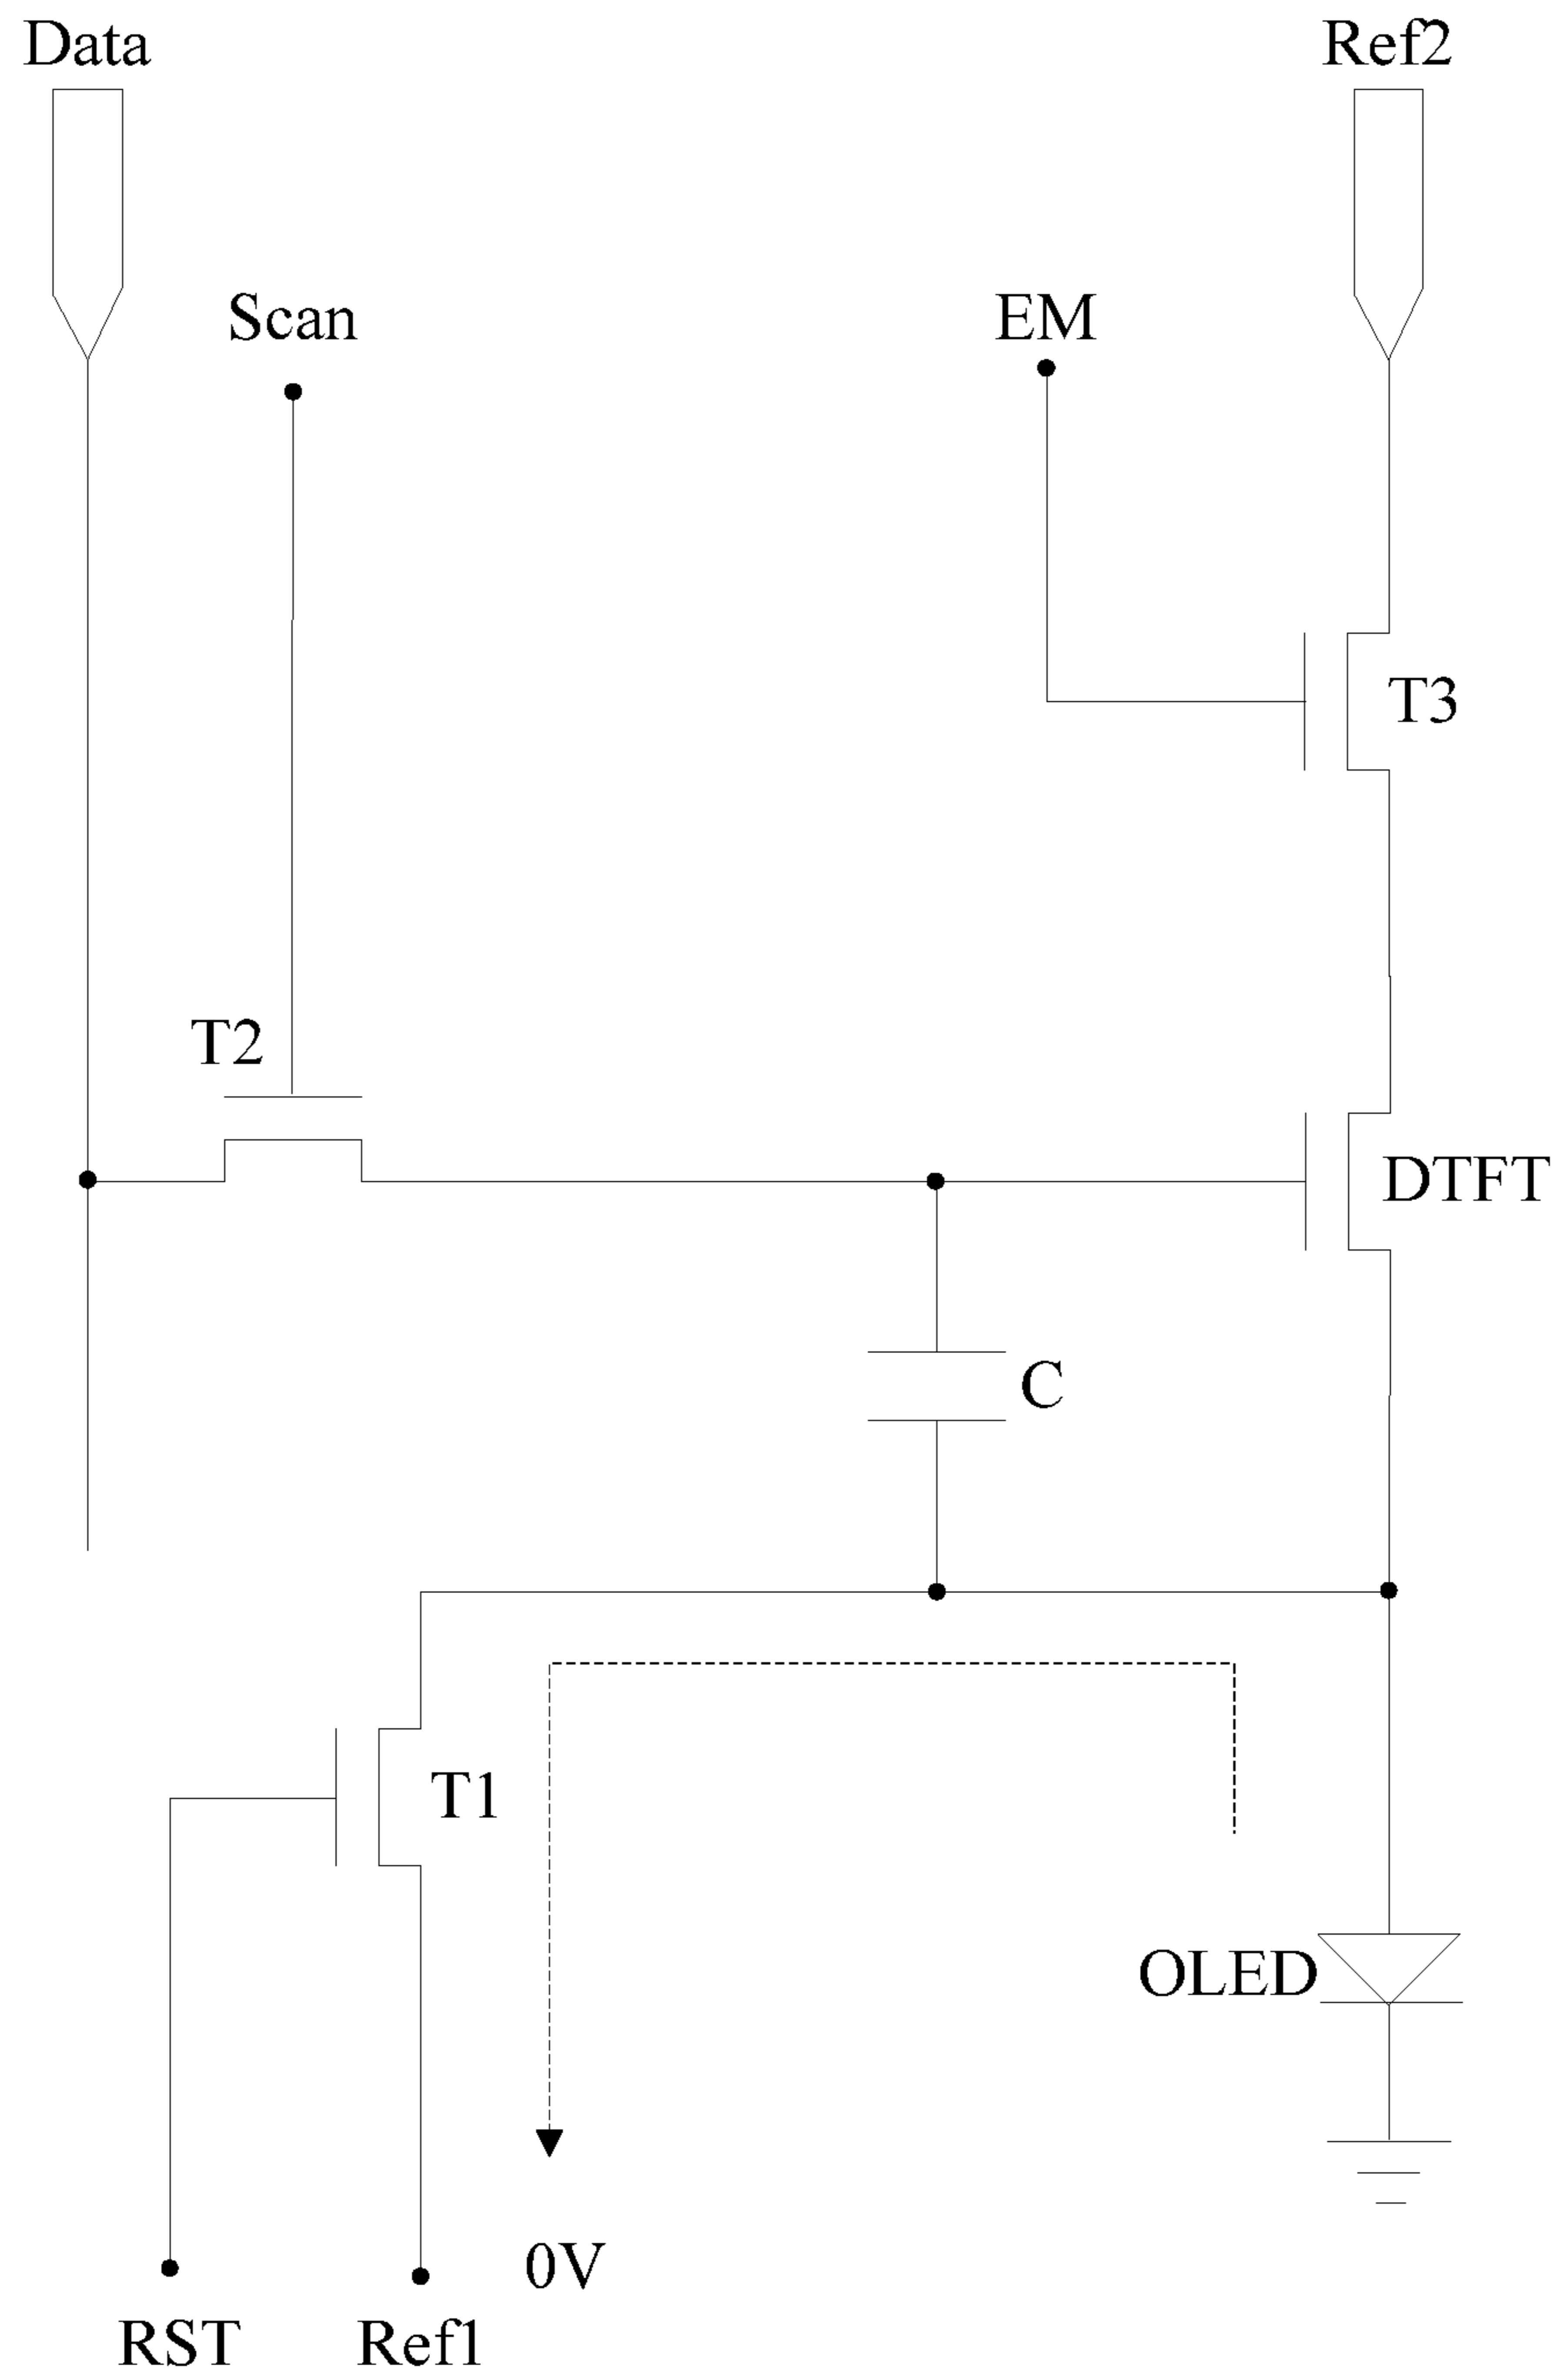 Data
Ref2
Scan
EM
T3
T2
DTFT
C
T1
OLED
0V
RST
Ref1